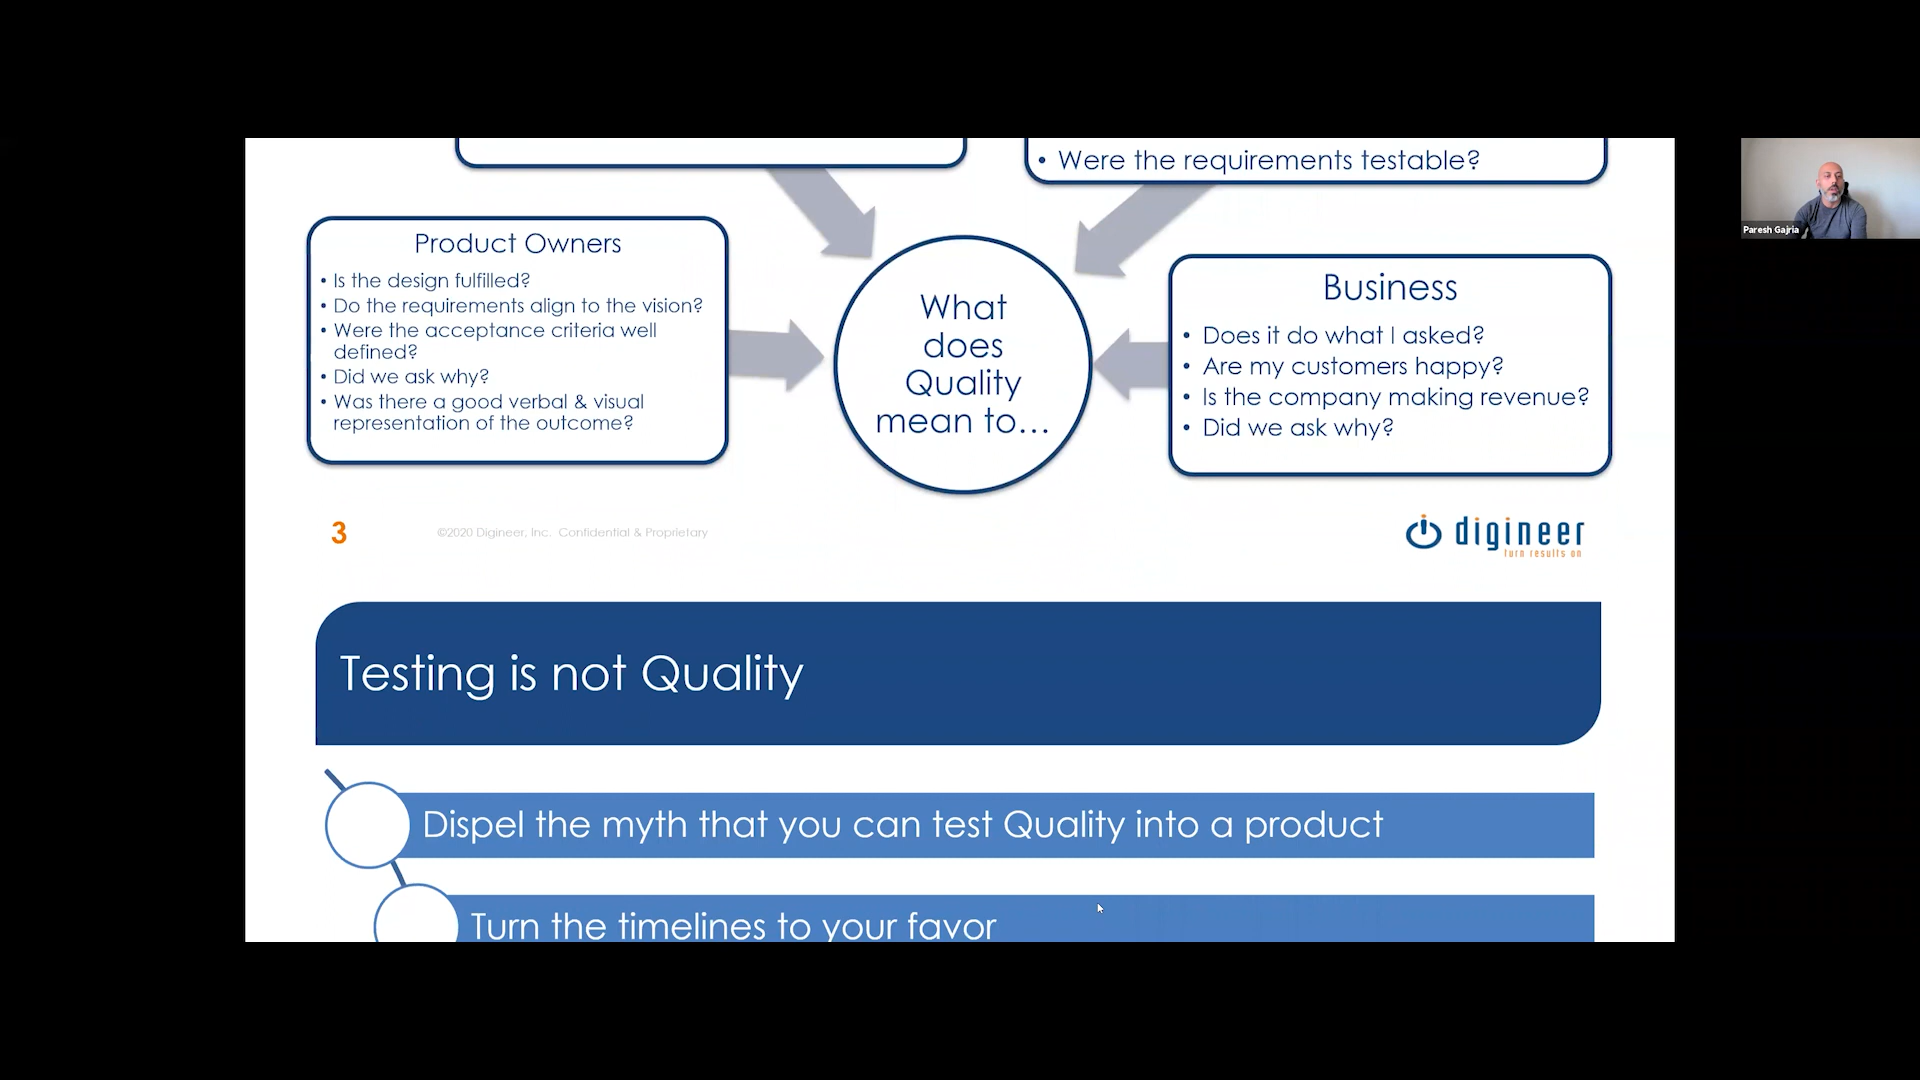 • Were the requirements testable?
Product Owners
• Is the design fulfilled?
• Do the requirements align to the vision?
• Were the acceptance criteria well
defined?
• Did we ask why?
• Was there a good verbal & visual
representation of the outcome?
What
does
Quality
mean to...
Business
• Does it do what I asked?
• Are my customers happy?
• Is the company making revenue?
• Did we ask why?
3
©2020 Digineer, Inc. Confidential & Proprietary
digineer
turn results on
Testing is not Quality
Dispel the myth that you can test Quality into a product
Turn the timelines to your favor
Paresh Gajria